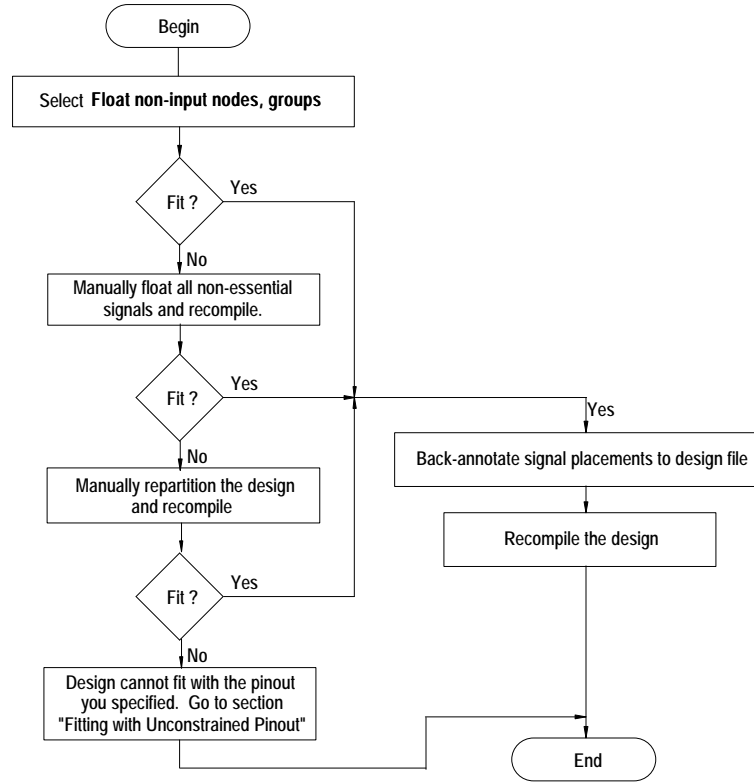 Begin
Select Float non-input nodes, groups
Fit ?
Yes
No
Manually float all non-essential
signals and recompile.
Fit ?
Yes
Yes
No
Back-annotate signal placements to design file
Manually repartition the design
and recompile
Recompile the design
Fit ?
Yes
No
Design cannot fit with the pinout
you specified. Go to section
"Fitting with Unconstrained Pinout"
End